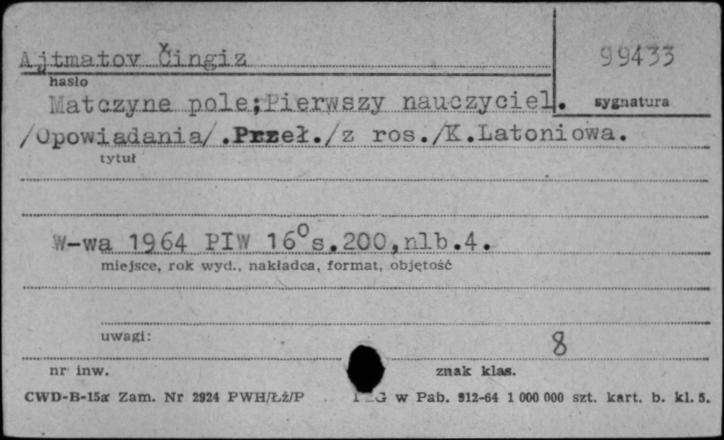 Ajtmatov Čingiz
99433
hasło
sygnatura
Matczyne pole;Pierwszy nauczyciel.
/Opowiadania/.Przeł./z ros./K.Latoniowa.
tytuł
W-wa 1964 PIW 16⁰s.200,nlb.4.
miejsce, rok wyd., nakładca, format, objętość
uwagi:
8
nr inw.
znak klas.
CWD-B-15a Zam. Nr 2924 PWH/Łż/P
w Pab. 912-64 1 000 000 szt. kart. b. kl. 5.